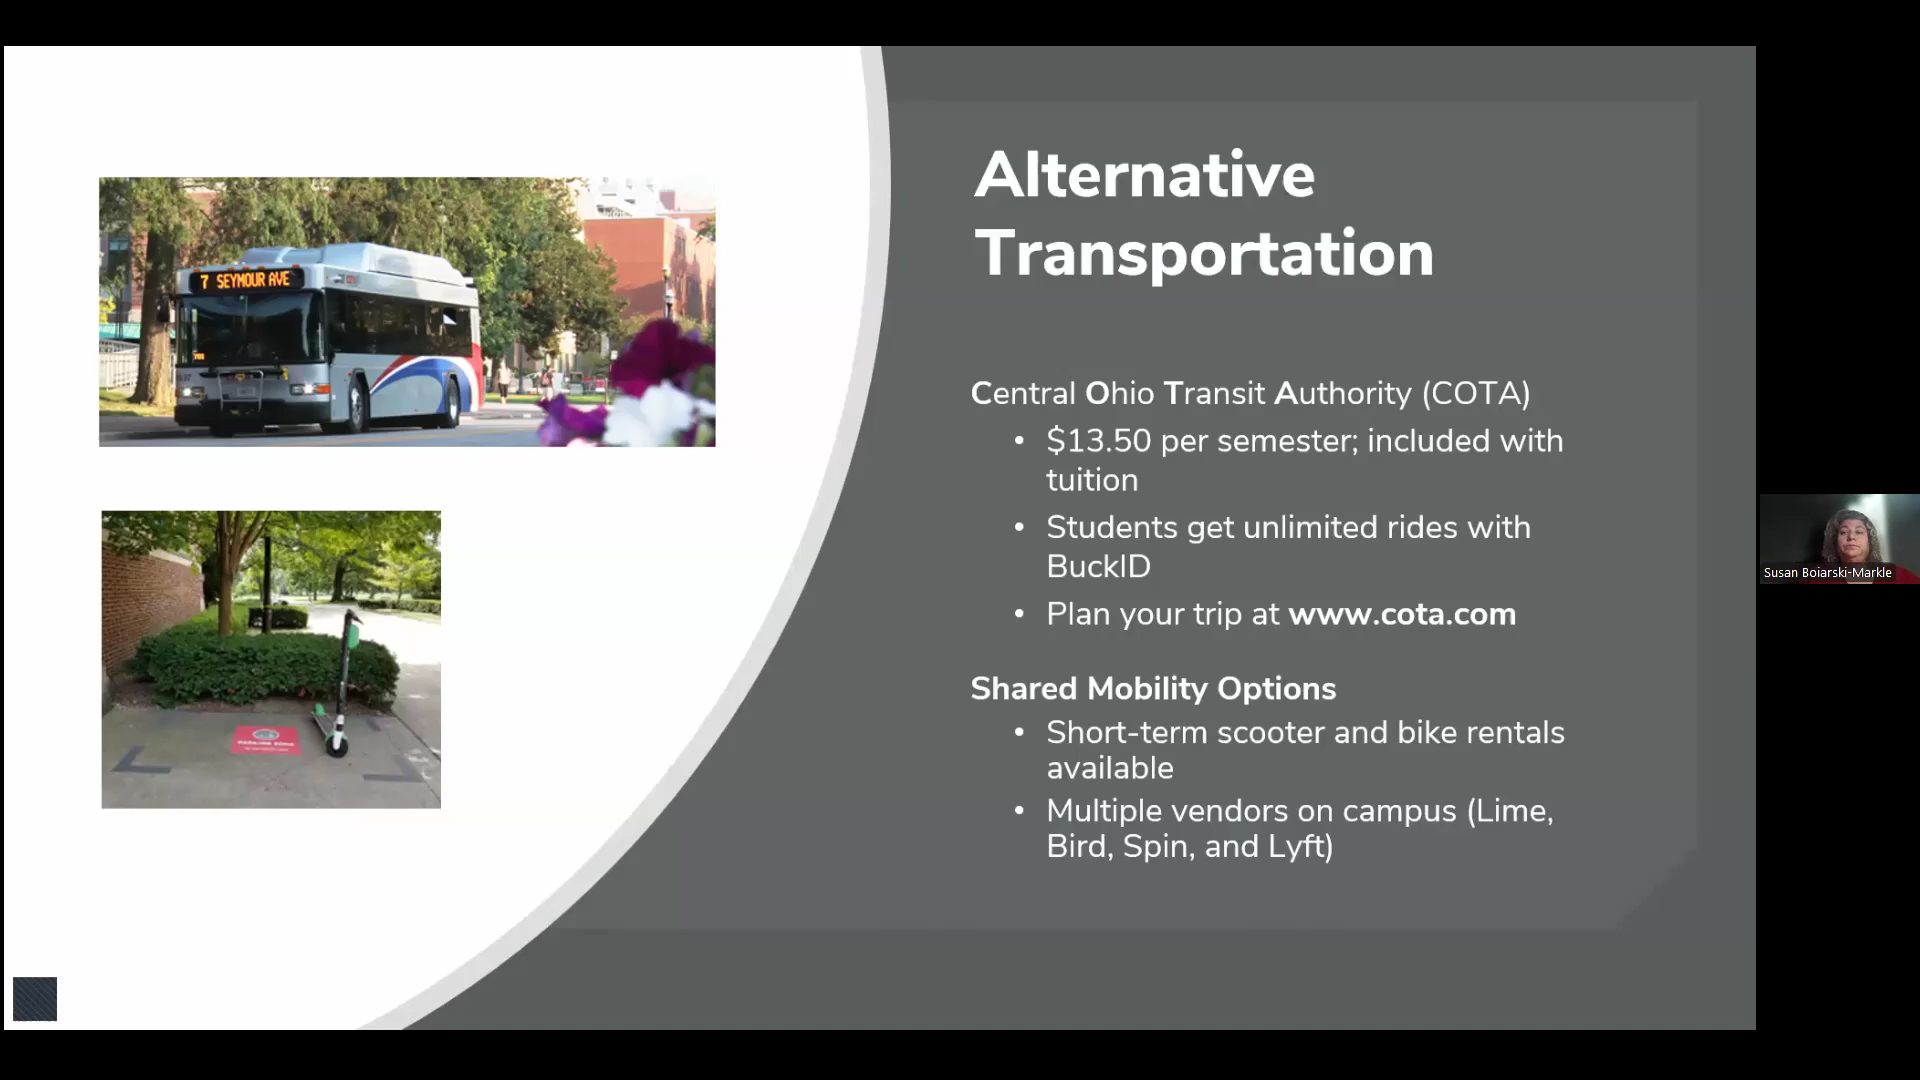 Alternative
Transportation
Central Ohio Transit Authority (COTA)
• $13.50 per semester; included with
tuition
• Students get unlimited rides with
BuckID
• Plan your trip at www.cota.com
Shared Mobility Options
• Short-term scooter and bike rentals
available
• Multiple vendors on campus (Lime,
Bird, Spin, and Lyft)
7 SEYMOUR AVE
PARKING ZONE
Susan Boiarski-Markle